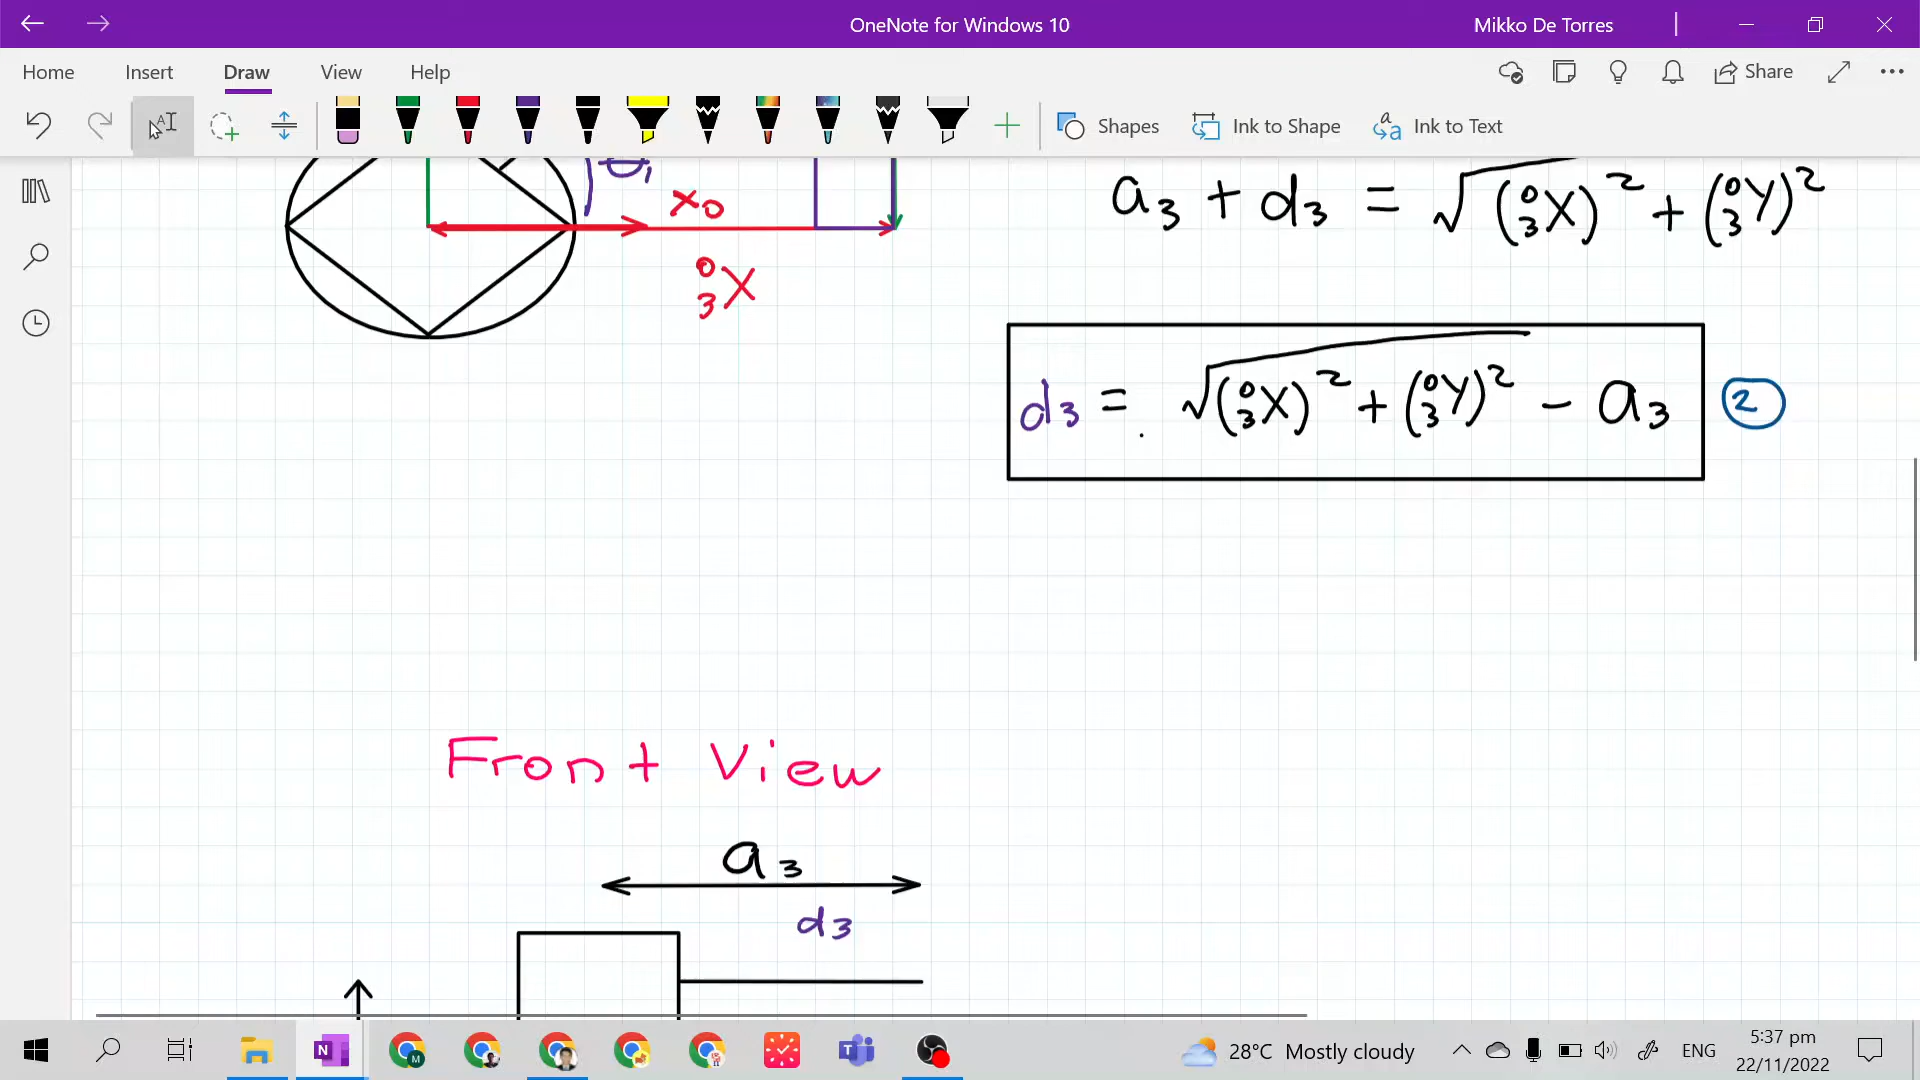 OneNote for Windows 10
Mikko De Torres
Home Insert Draw View Help
Share
Shapes Ink to Shape Ink to Text
θ₁
x₀
⁰₃X
a₃ + d₃ = √(⁰₃X)² + (⁰₃Y)²
d₃ = √(⁰₃X)² + (⁰₃Y)² - a₃ ②
Front View
a₃
d₃
28°C Mostly cloudy
ENG
5:37 pm
22/11/2022